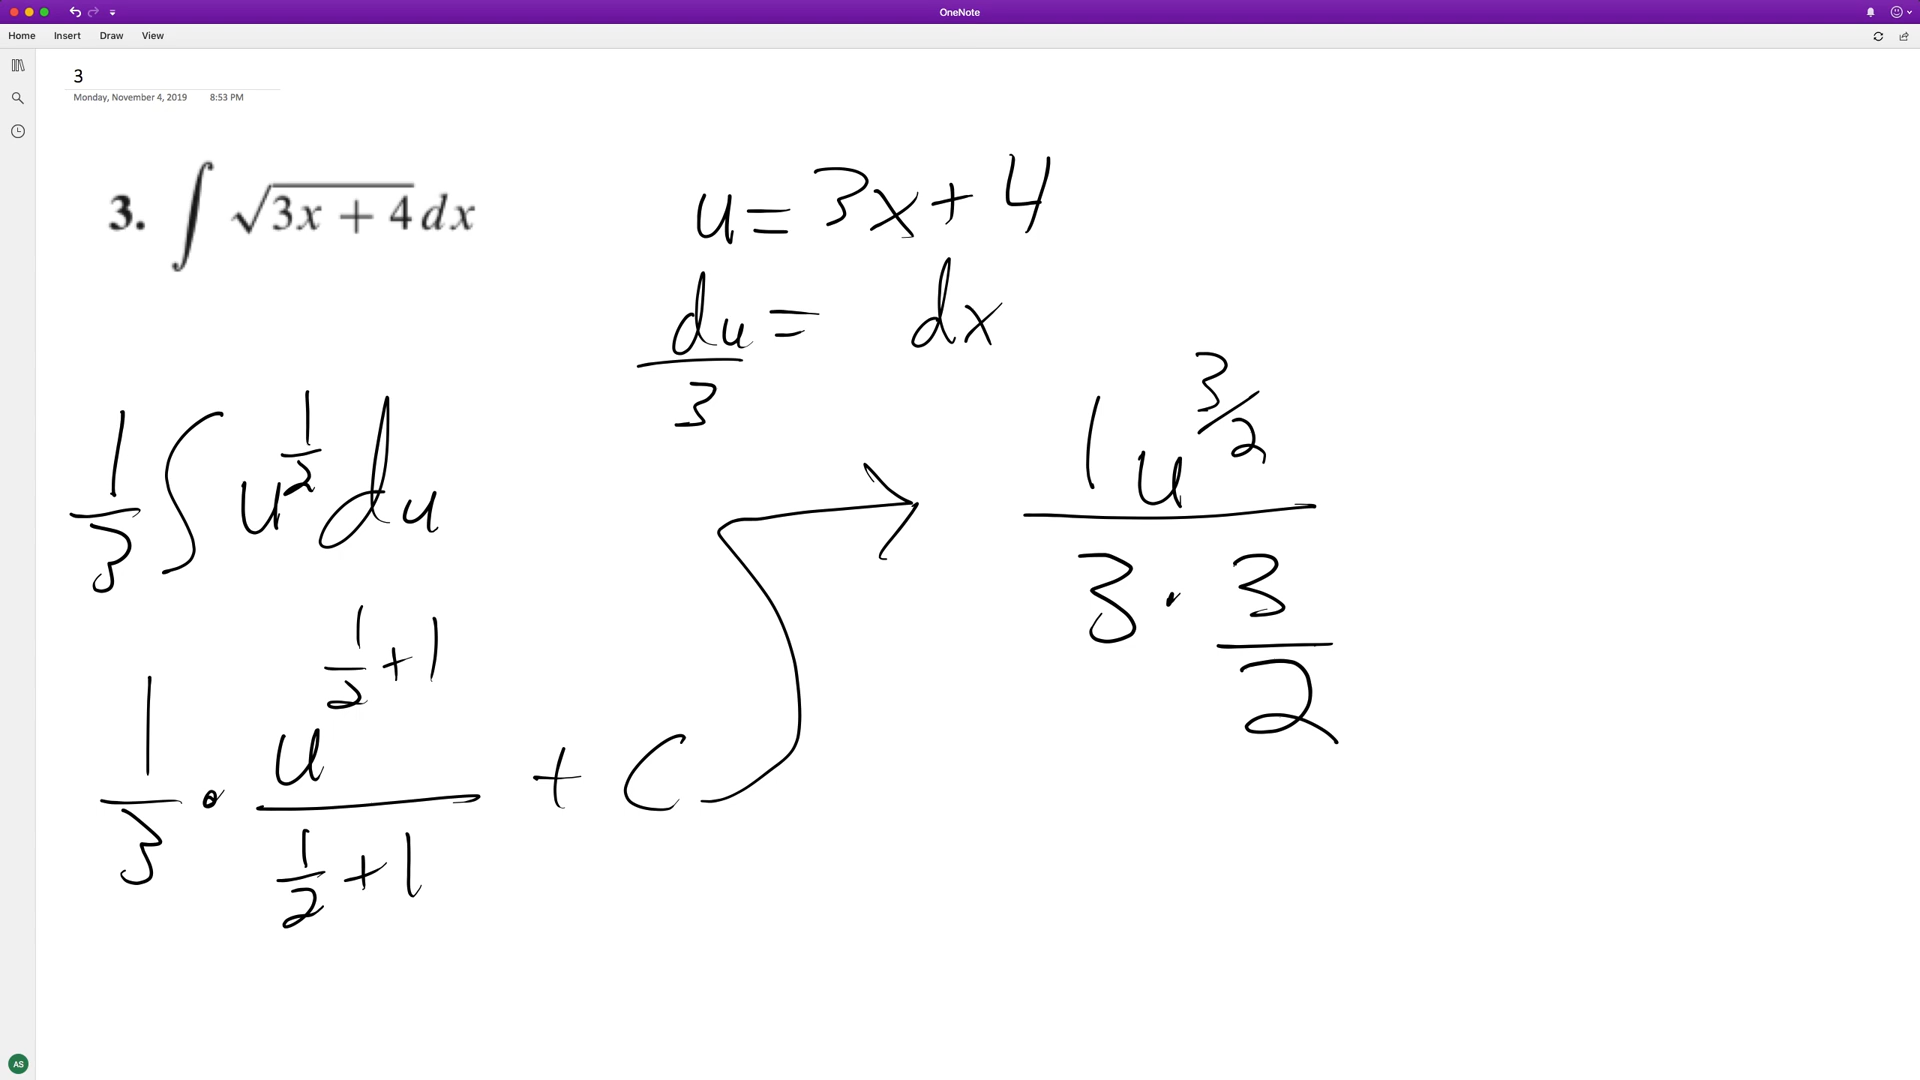 OneNote
Home Insert Draw View
3
Monday, November 4, 2019 8:53 PM
3. ∫ √(3x + 4) dx
u = 3x + 4
du/3 = dx
1/3 ∫ u^(1/2) du
1/3 · u^(1/2 + 1) / (1/2 + 1) + C
1u^(3/2) / (3 · 3/2)
AS